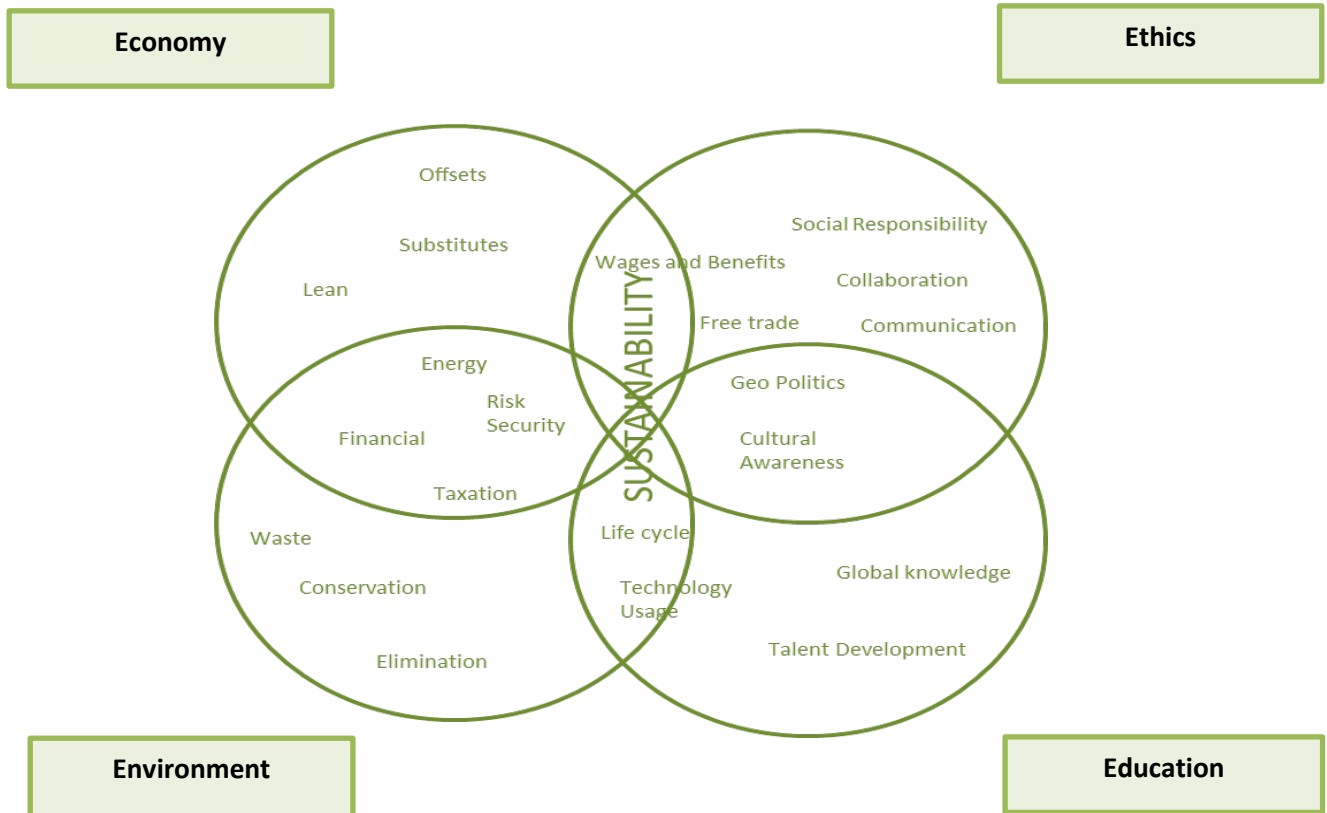 Economy
Ethics
Offsets
Social Responsibility
Substitutes
Wages and Benefits
Collaboration
Lean
Free trade
Communication
SUSTAINABILITY
Energy
Geo Politics
Risk
Security
Financial
Cultural
Awareness
Taxation
Waste
Life cycle
Conservation
Technology
Usage
Global knowledge
Elimination
Talent Development
Environment
Education